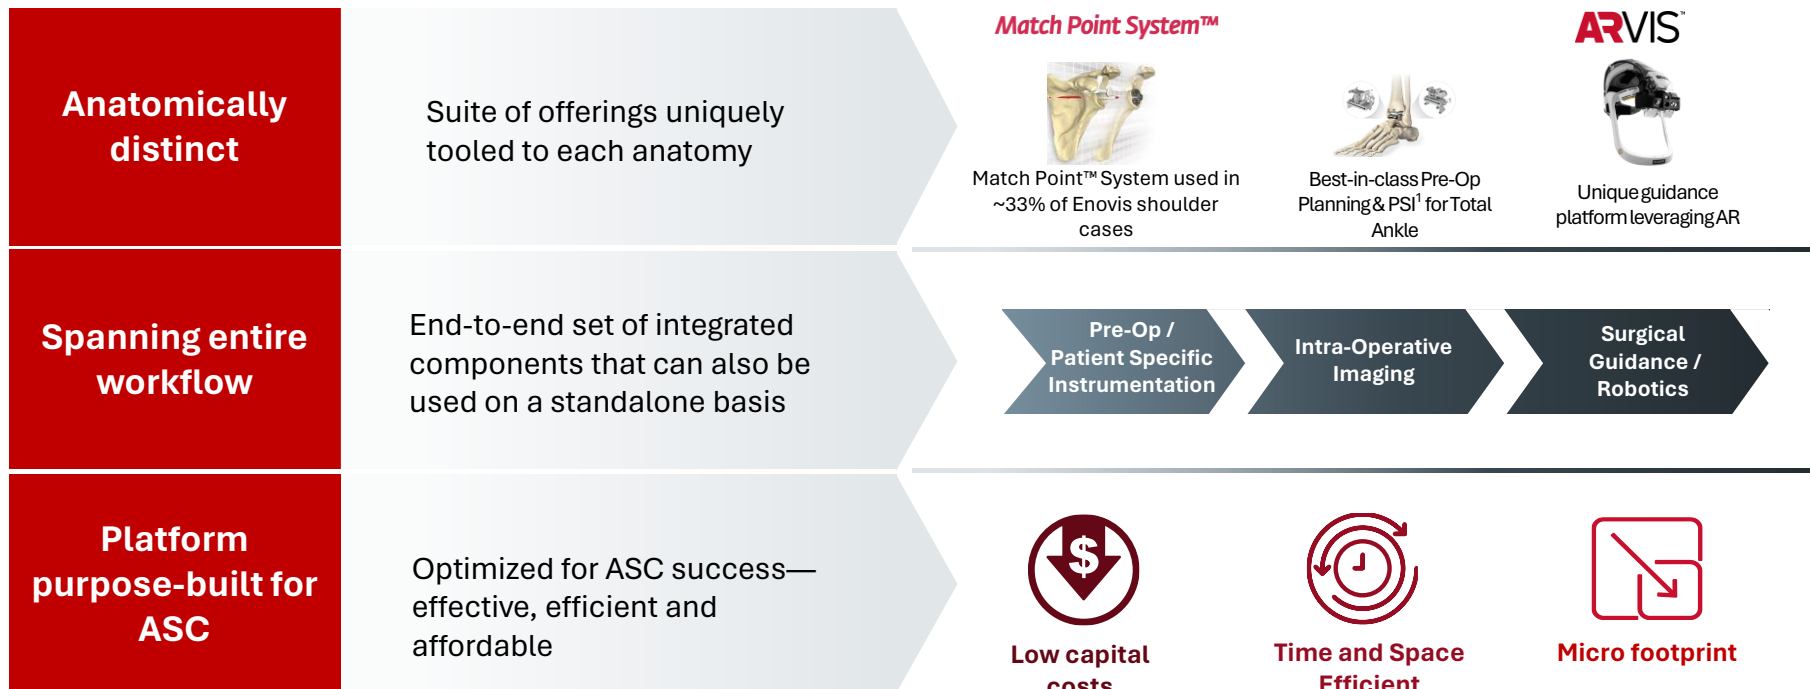 Anatomically
distinct
Suite of offerings uniquely
tooled to each anatomy
Match Point System™
Match Point™ System used in
~33% of Enovis shoulder
cases
Best-in-class Pre-Op
Planning & PSI¹ for Total
Ankle
ARVIS™
Unique guidance
platform leveraging AR
Spanning entire
workflow
End-to-end set of integrated
components that can also be
used on a standalone basis
Pre-Op /
Patient Specific
Instrumentation
Intra-Operative
Imaging
Surgical
Guidance /
Robotics
Platform
purpose-built for
ASC
Optimized for ASC success—
effective, efficient and
affordable
$
Low capital
costs
Time and Space
Efficient
Micro footprint